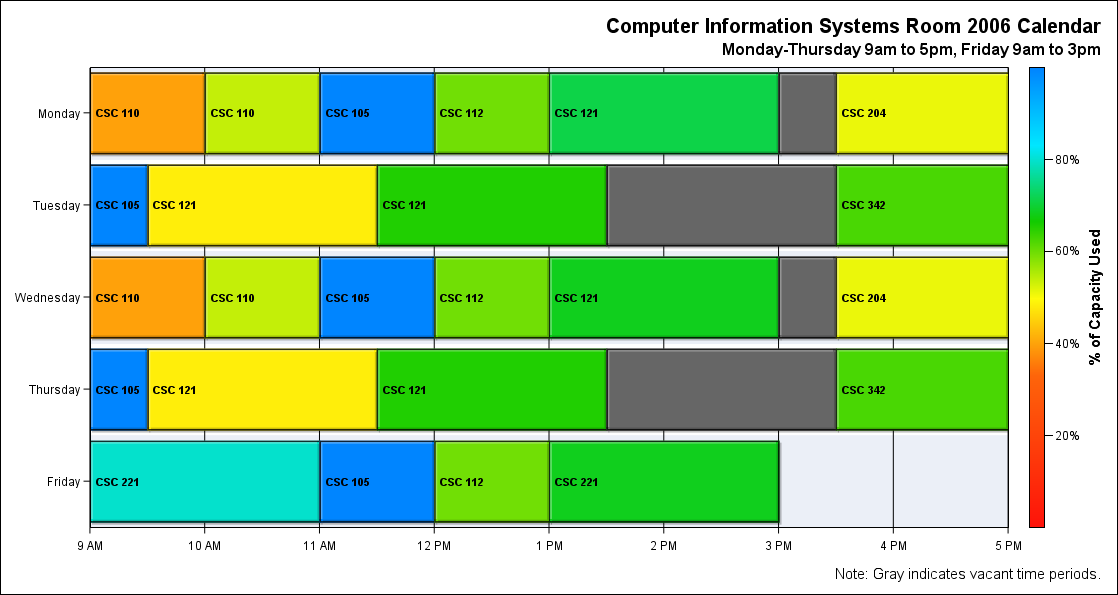 Computer Information Systems Room 2006 Calendar
Monday-Thursday 9am to 5pm, Friday 9am to 3pm
Monday CSC 110 CSC 110 CSC 105 CSC 112 CSC 121 CSC 204
Tuesday CSC 105 CSC 121 CSC 121 CSC 342
Wednesday CSC 110 CSC 110 CSC 105 CSC 112 CSC 121 CSC 204
Thursday CSC 105 CSC 121 CSC 121 CSC 342
Friday CSC 221 CSC 105 CSC 112 CSC 221
9 AM 10 AM 11 AM 12 PM 1 PM 2 PM 3 PM 4 PM 5 PM
80%
60%
40%
20%
% of Capacity Used
Note: Gray indicates vacant time periods.